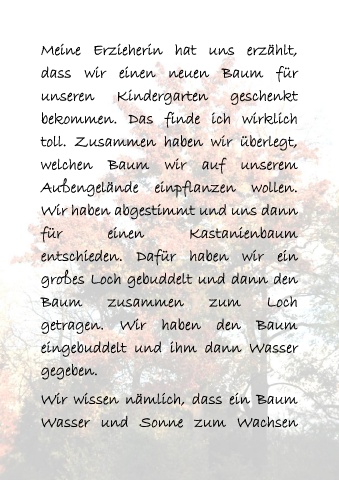 Meine Erzieherin hat uns erzählt,
dass wir einen neuen Baum für
unseren Kindergarten geschenkt
bekommen. Das finde ich wirklich
toll. Zusammen haben wir überlegt,
welchen Baum wir auf unserem
Außengelände einpflanzen wollen.
Wir haben abgestimmt und uns dann
für einen Kastanienbaum
entschieden. Dafür haben wir ein
großes Loch gebuddelt und dann den
Baum zusammen zum Loch
getragen. Wir haben den Baum
eingebuddelt und ihm dann Wasser
gegeben.
Wir wissen nämlich, dass ein Baum
Wasser und Sonne zum Wachsen